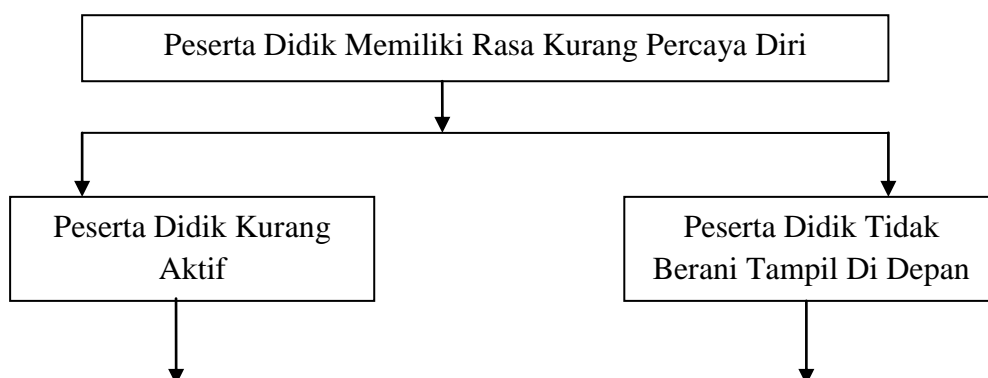 Peserta Didik Memiliki Rasa Kurang Percaya Diri
Peserta Didik Kurang
Aktif
Peserta Didik Tidak
Berani Tampil Di Depan